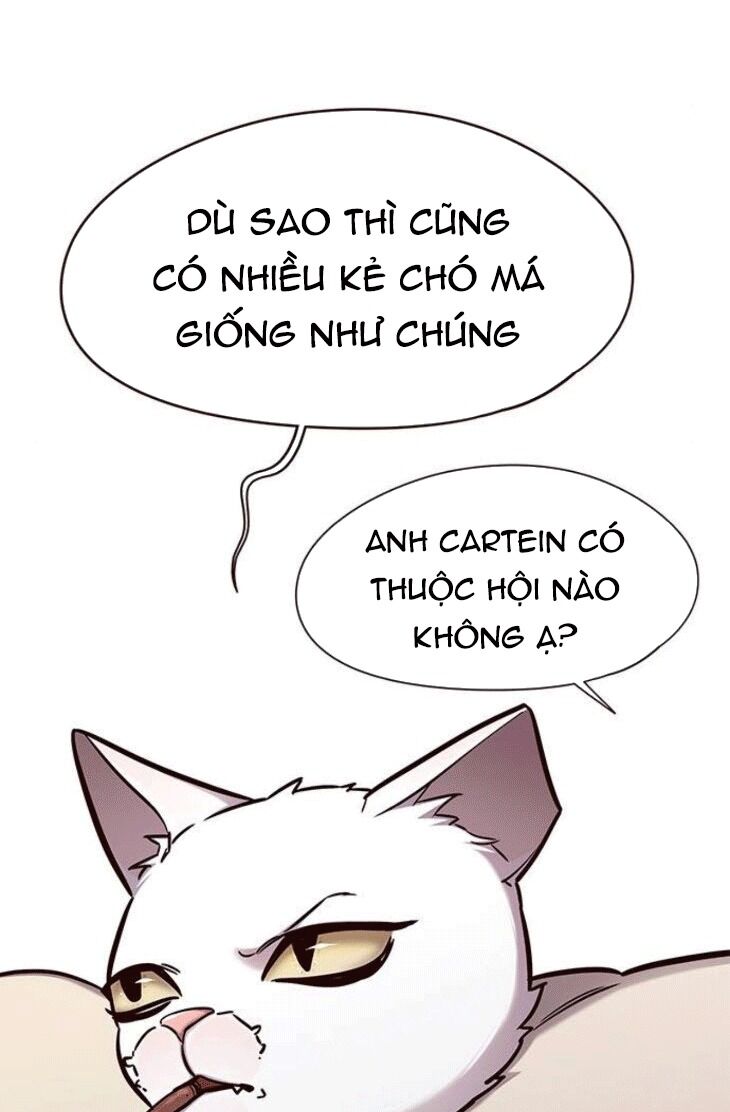 DÙ SAO THÌ CŨNG
CÓ NHIỀU KẺ CHÓ MÁ
GIỐNG NHƯ CHÚNG
ANH CARTEIN CÓ
THUỘC HỘI NÀO
KHÔNG Ạ?